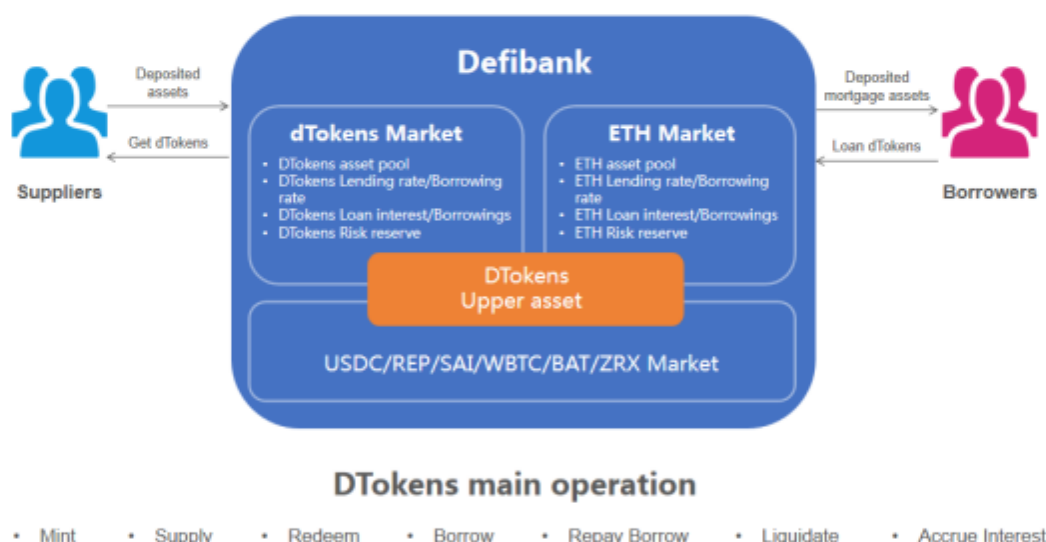 Defibank
Deposited
assets
Get dTokens
Suppliers
dTokens Market
• DTokens asset pool
• DTokens Lending rate/Borrowing
rate
• DTokens Loan interest/Borrowings
• DTokens Risk reserve
ETH Market
• ETH asset pool
• ETH Lending rate/Borrowing
rate
• ETH Loan interest/Borrowings
• ETH Risk reserve
Deposited
mortgage assets
Loan dTokens
Borrowers
DTokens
Upper asset
USDC/REP/SAI/WBTC/BAT/ZRX Market
DTokens main operation
• Mint • Supply • Redeem • Borrow • Repay Borrow • Liquidate • Accrue Interest